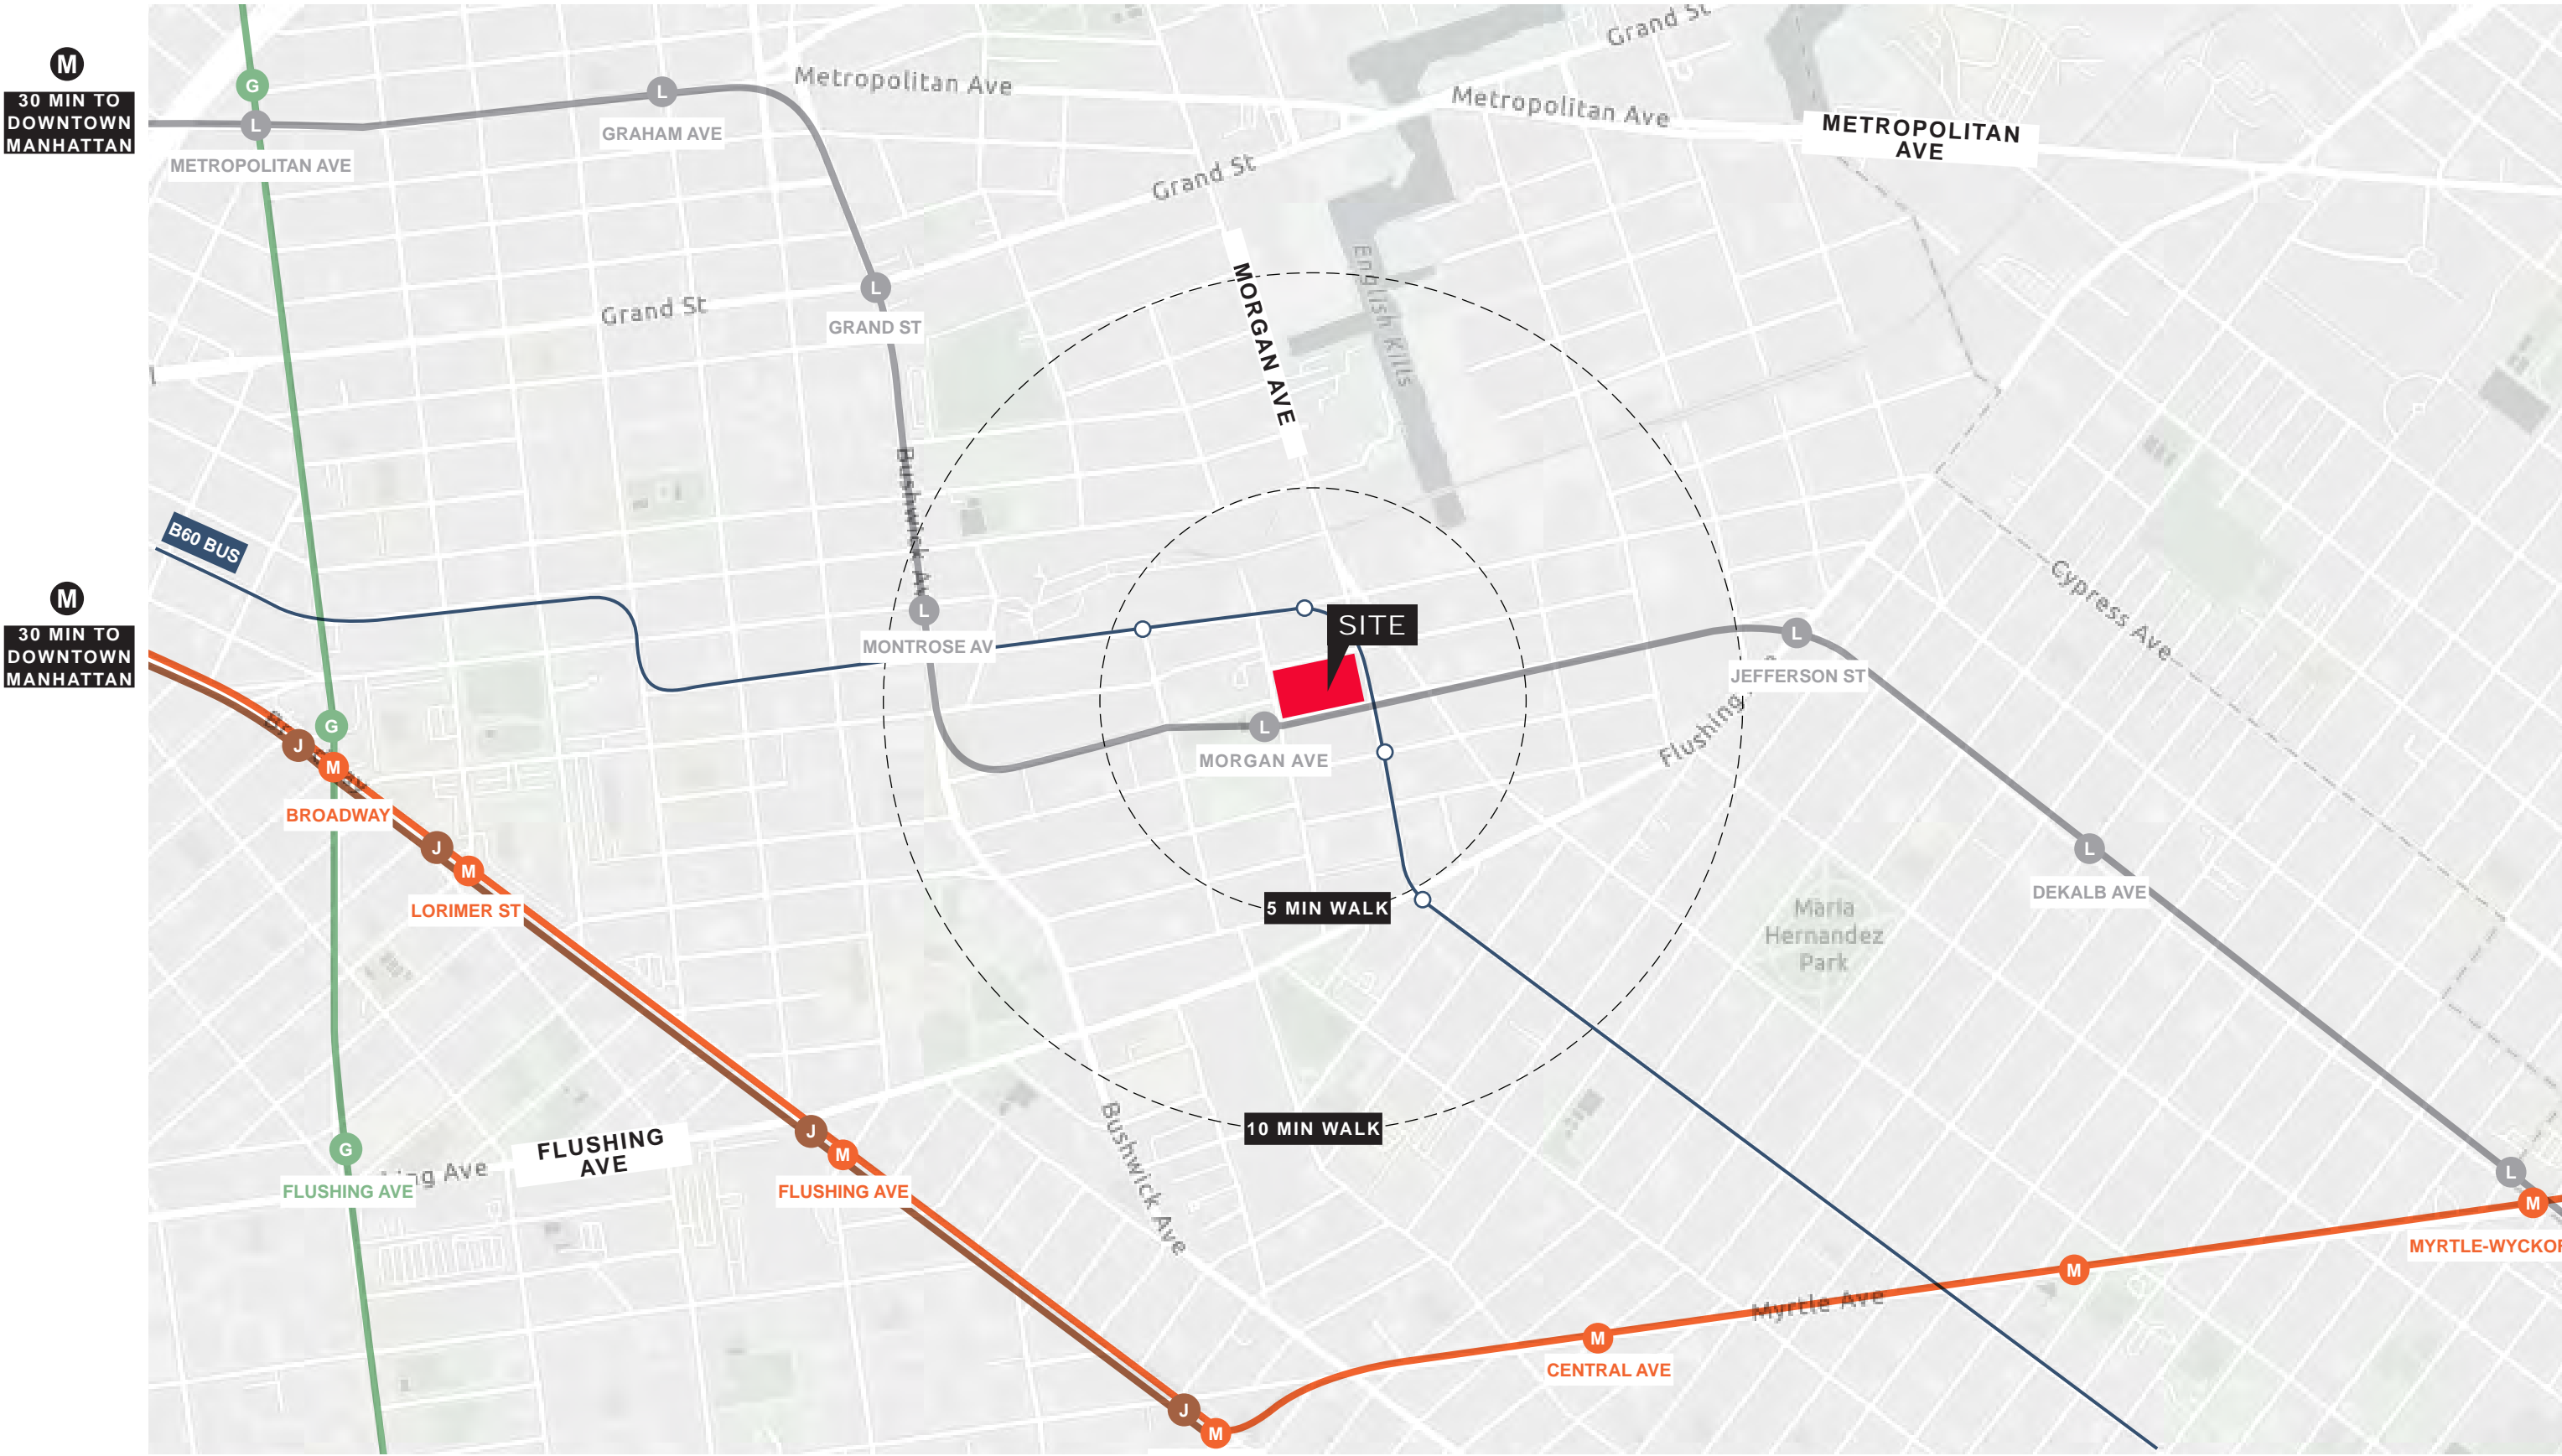 M
30 MIN TO
DOWNTOWN
MANHATTAN
G
L
METROPOLITAN AVE
L
GRAHAM AVE
Metropolitan Ave
Grand St
Metropolitan Ave
METROPOLITAN
AVE
Grand St
Grand St
L
GRAND ST
MORGAN AVE
English Kills
Bushwick A
B60 BUS
M
30 MIN TO
DOWNTOWN
MANHATTAN
L
MONTROSE AV
SITE
L
JEFFERSON ST
Cypress Ave
Flushing
L
MORGAN AVE
G
J
M
BROADWAY
J
M
LORIMER ST
5 MIN WALK
L
DEKALB AVE
Maria
Hernandez
Park
10 MIN WALK
G
FLUSHING AVE
ng Ave
FLUSHING
AVE
J
M
FLUSHING AVE
Bushwick Ave
L
M
MYRTLE-WYCKOF
M
Myrtle Ave
M
CENTRAL AVE
J
M